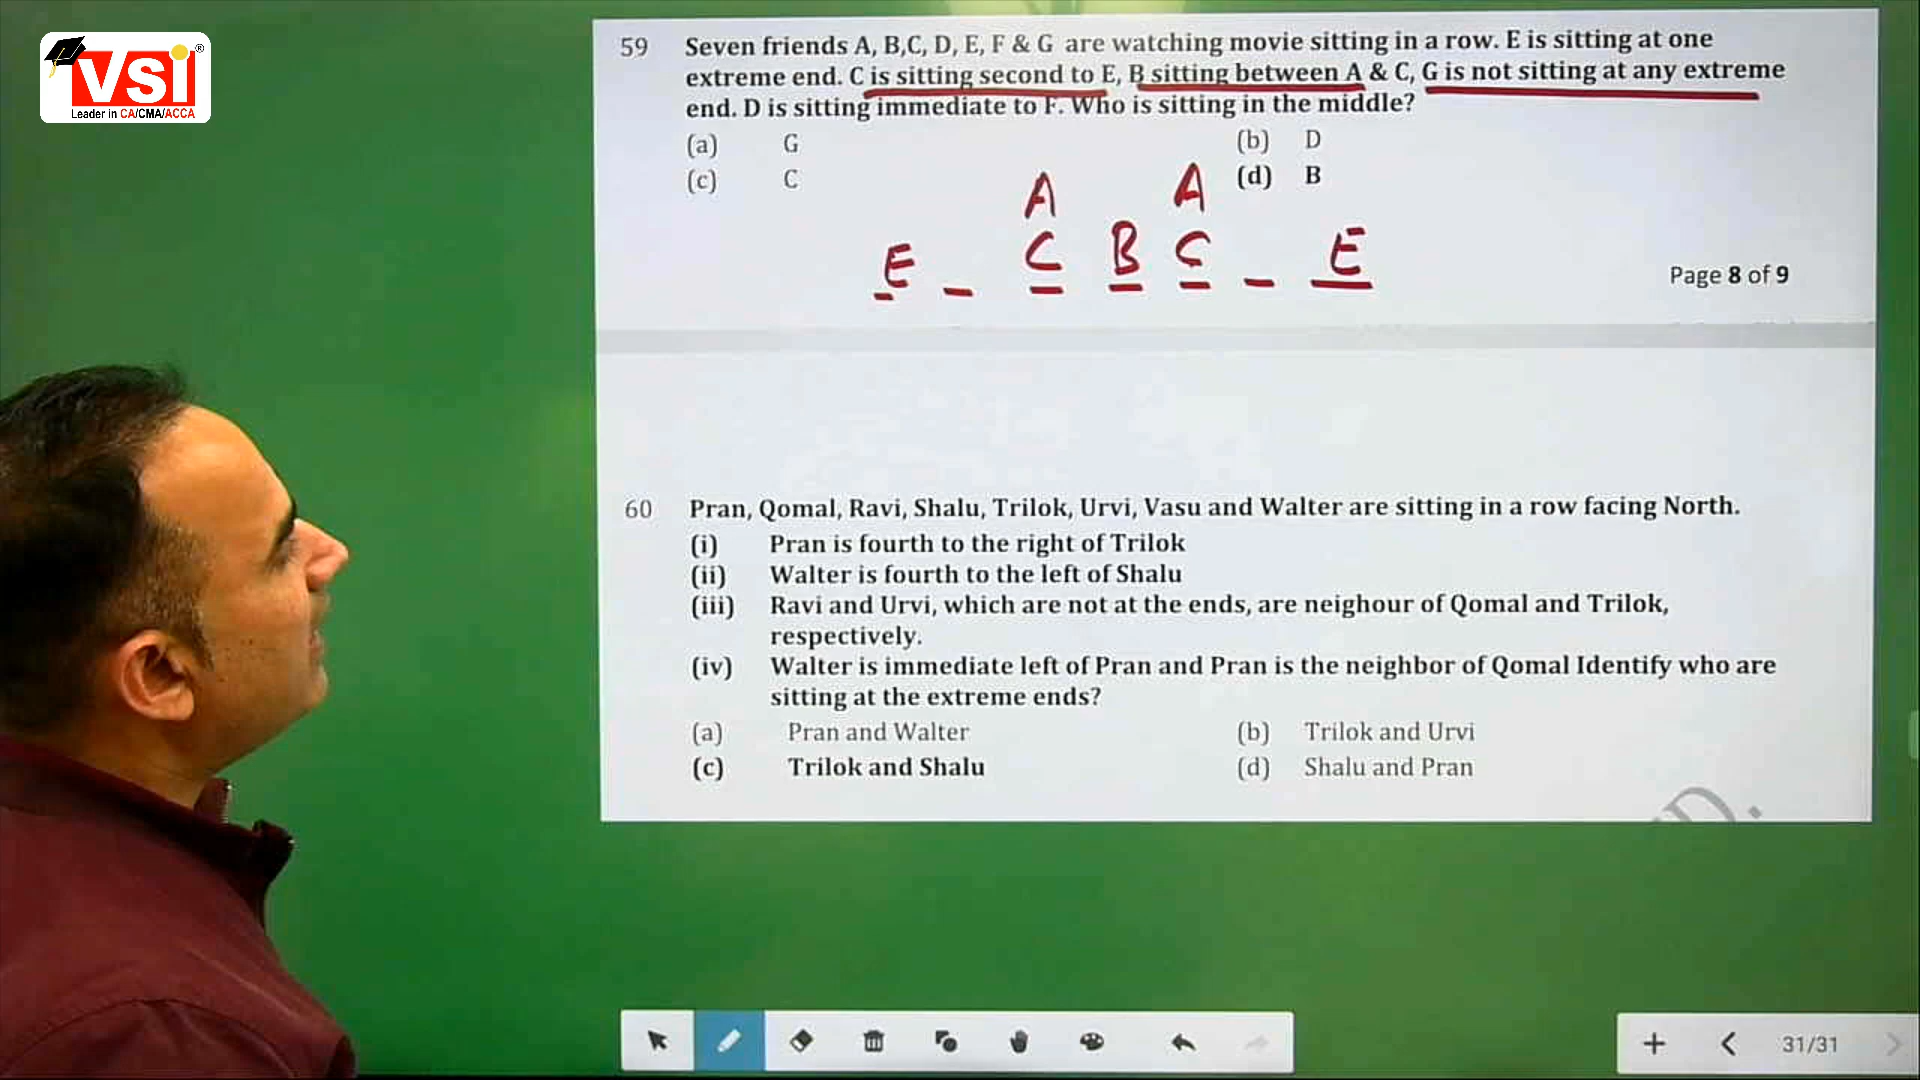 VSI®
Leader in CA/CMA/ACCA
59 Seven friends A, B,C, D, E, F & G are watching movie sitting in a row. E is sitting at one
extreme end. C is sitting second to E, B sitting between A & C, G is not sitting at any extreme
end. D is sitting immediate to F. Who is sitting in the middle?
(a) G (b) D
(c) C (d) B
A A
E _ C B C _ E
Page 8 of 9
60 Pran, Qomal, Ravi, Shalu, Trilok, Urvi, Vasu and Walter are sitting in a row facing North.
(i) Pran is fourth to the right of Trilok
(ii) Walter is fourth to the left of Shalu
(iii) Ravi and Urvi, which are not at the ends, are neighour of Qomal and Trilok,
respectively.
(iv) Walter is immediate left of Pran and Pran is the neighbor of Qomal Identify who are
sitting at the extreme ends?
(a) Pran and Walter (b) Trilok and Urvi
(c) Trilok and Shalu (d) Shalu and Pran
31/31